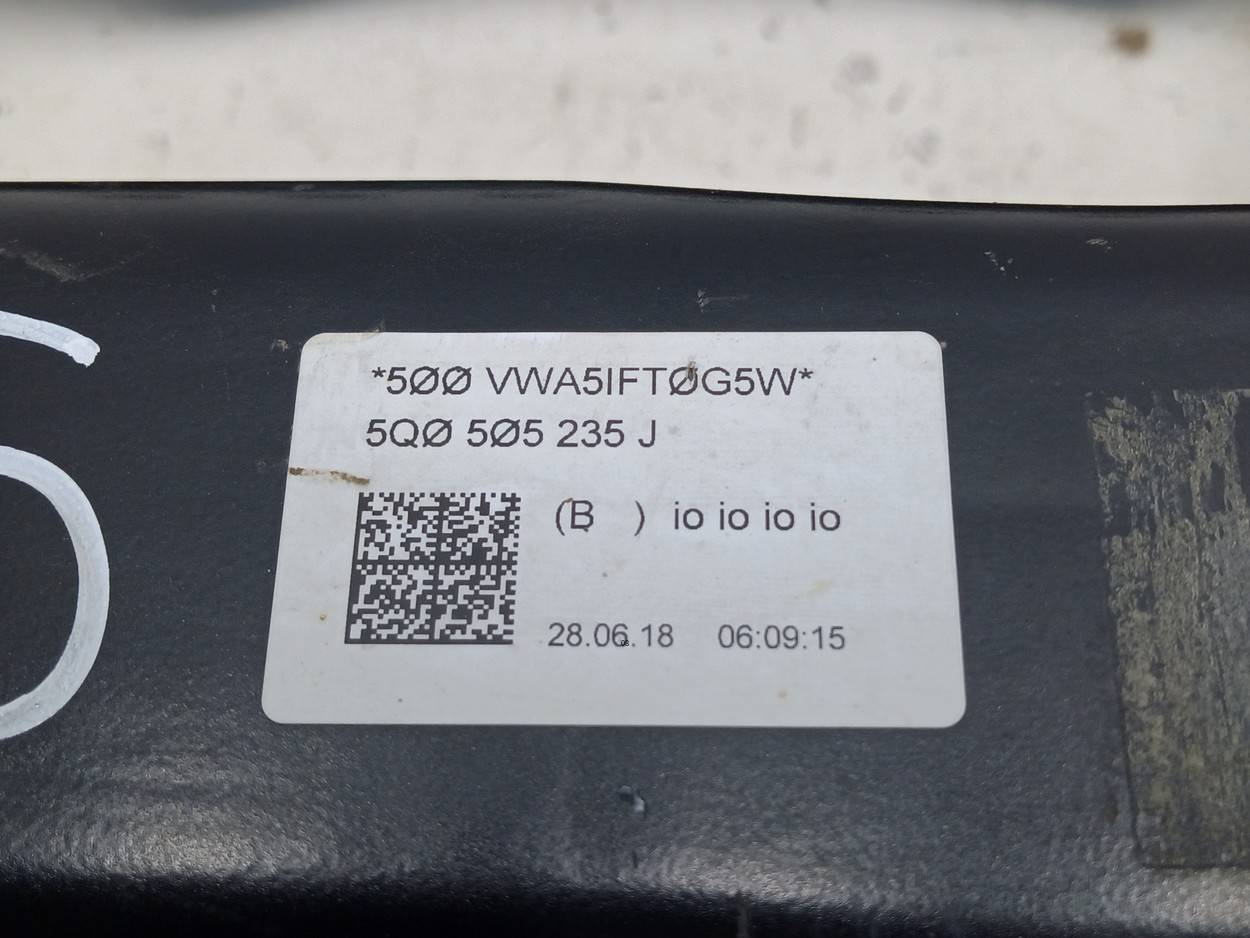 *5ØØ VWA5IFTØG5W*
5QØ 5Ø5 235 J
(B ) io io io io
28.06.18 06:09:15